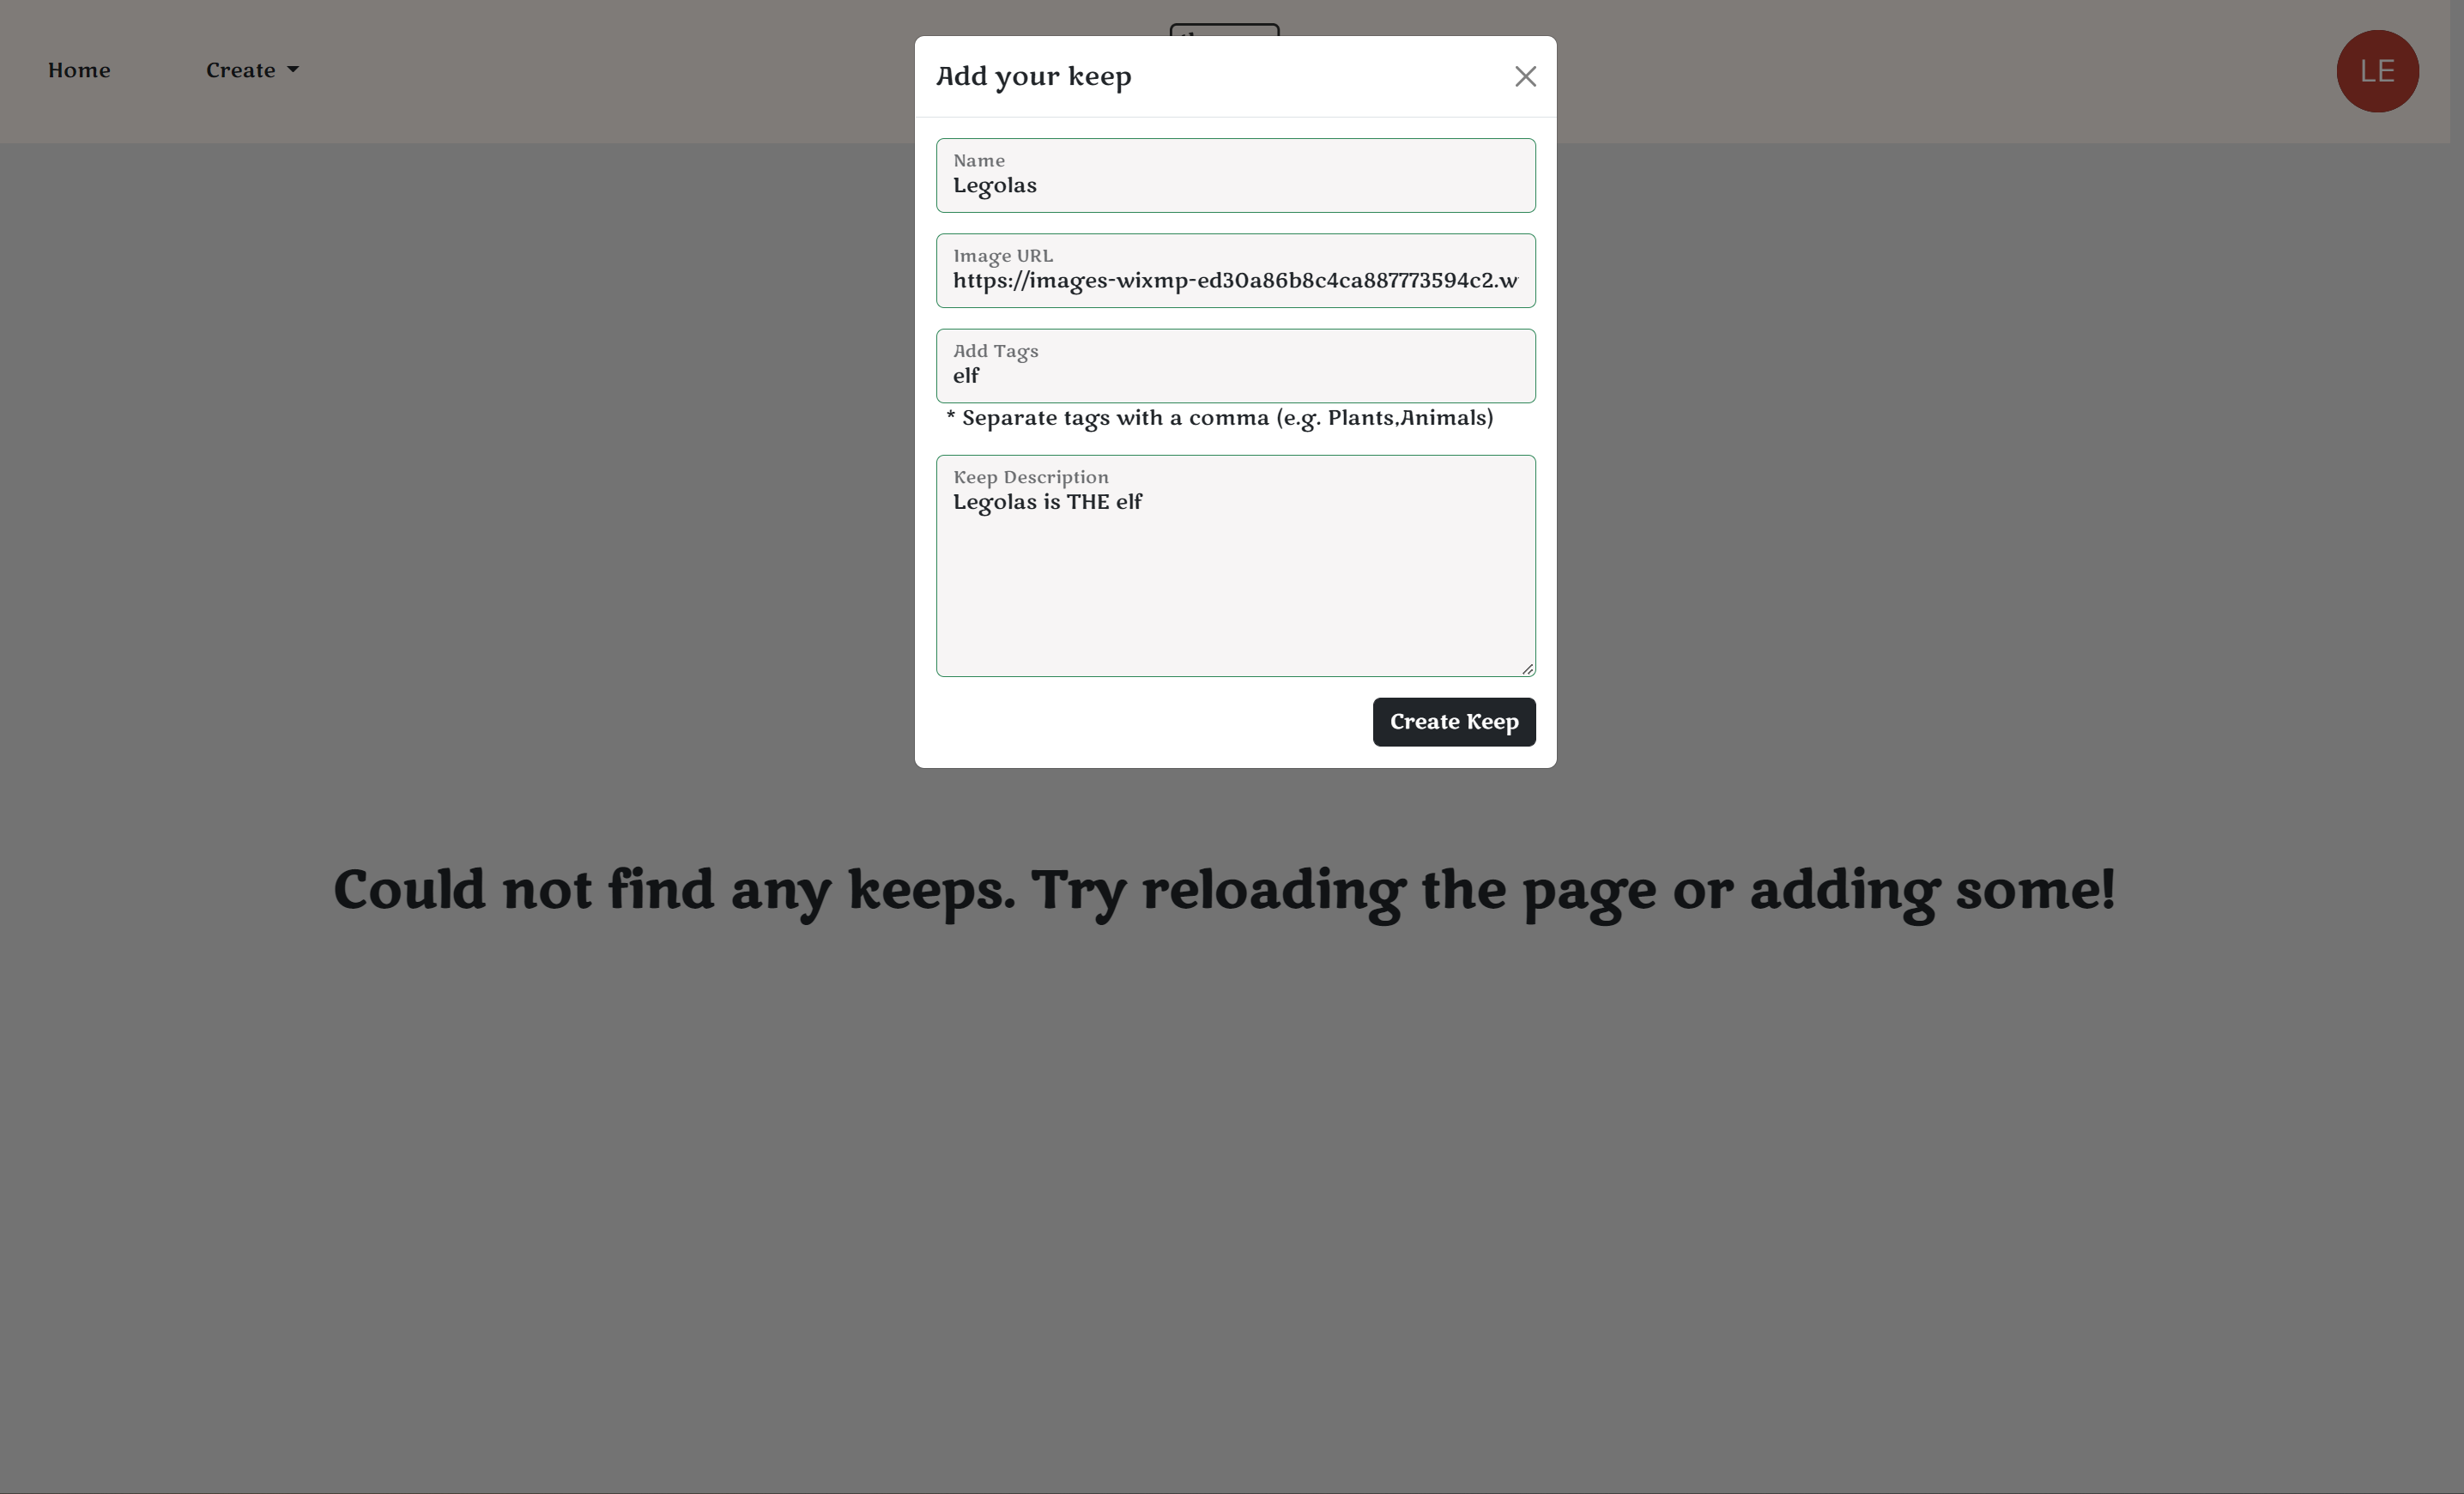 Home
Create
LE
Add your keep
Name
Legolas
Image URL
https://images-wixmp-ed30a86b8c4ca887773594c2.w
Add Tags
elf
* Separate tags with a comma (e.g. Plants,Animals)
Keep Description
Legolas is THE elf
Create Keep
Could not find any keeps. Try reloading the page or adding some!